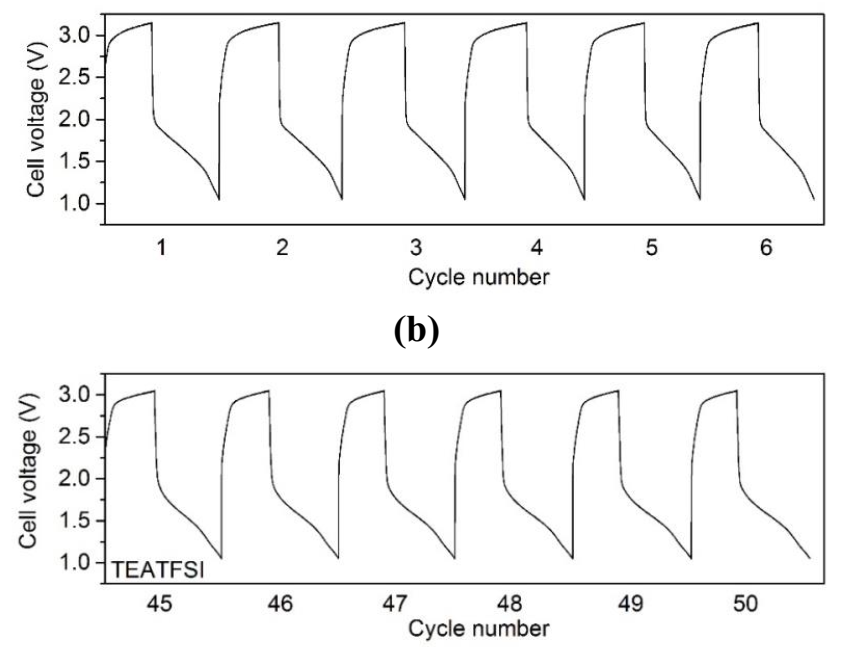 Cell voltage (V)
3.0
2.5
2.0
1.5
1.0
1 2 3 4 5 6
Cycle number
(b)
Cell voltage (V)
3.0
2.5
2.0
1.5
1.0
TEATFSI
45 46 47 48 49 50
Cycle number